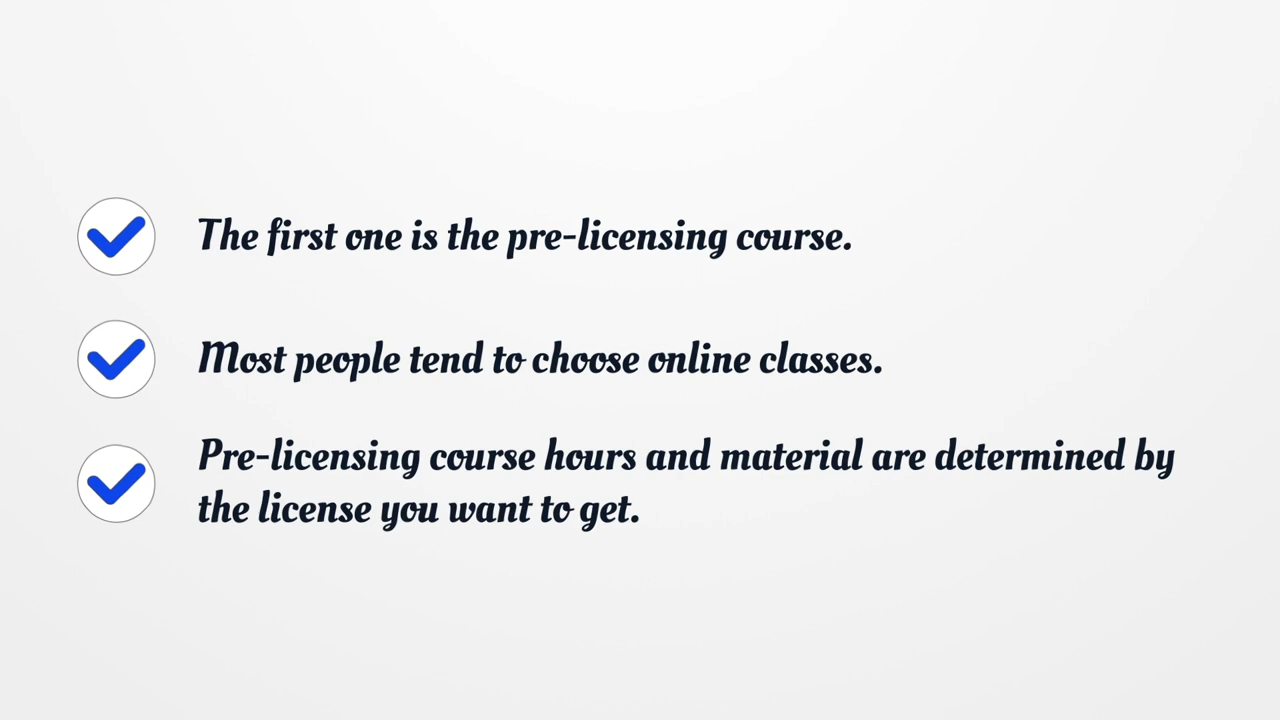 The first one is the pre-licensing course.
Most people tend to choose online classes.
Pre-licensing course hours and material are determined by
the license you want to get.